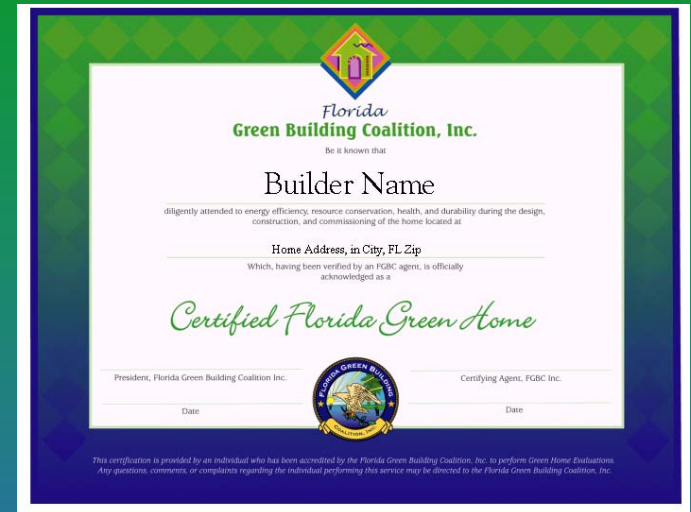 Florida
Green Building Coalition, Inc.
Be it known that
Builder Name
diligently attended to energy efficiency, resource conservation, health, and durability during the design,
construction, and commissioning of the home located at
Home Address, in City, FL Zip
Which, having been verified by an FGBC agent, is officially
acknowledged as a
Certified Florida Green Home
President, Florida Green Building Coalition Inc.
Certifying Agent, FGBC Inc.
FLORIDA GREEN BUILDING
COALITION, INC.
Date
Date
This certification is provided by an individual who has been accredited by the Florida Green Building Coalition, Inc. to perform Green Home Evaluations.
Any questions, comments, or complaints regarding the individual performing this service may be directed to the Florida Green Building Coalition, Inc.